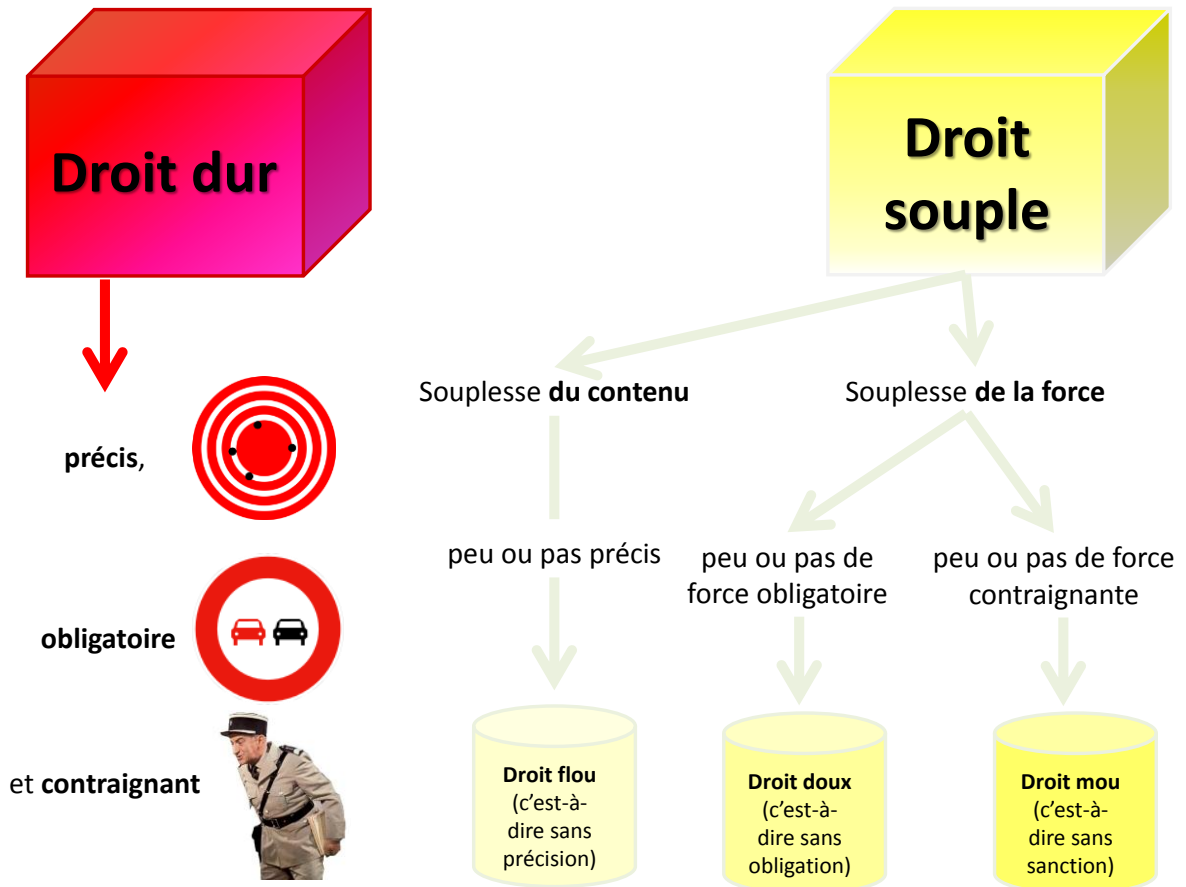 Droit dur
Droit
souple
précis,
obligatoire
et contraignant
Souplesse du contenu
Souplesse de la force
peu ou pas précis
peu ou pas de
force obligatoire
peu ou pas de force
contraignante
Droit flou
(c'est-à-
dire sans
précision)
Droit doux
(c'est-à-
dire sans
obligation)
Droit mou
(c'est-à-
dire sans
sanction)